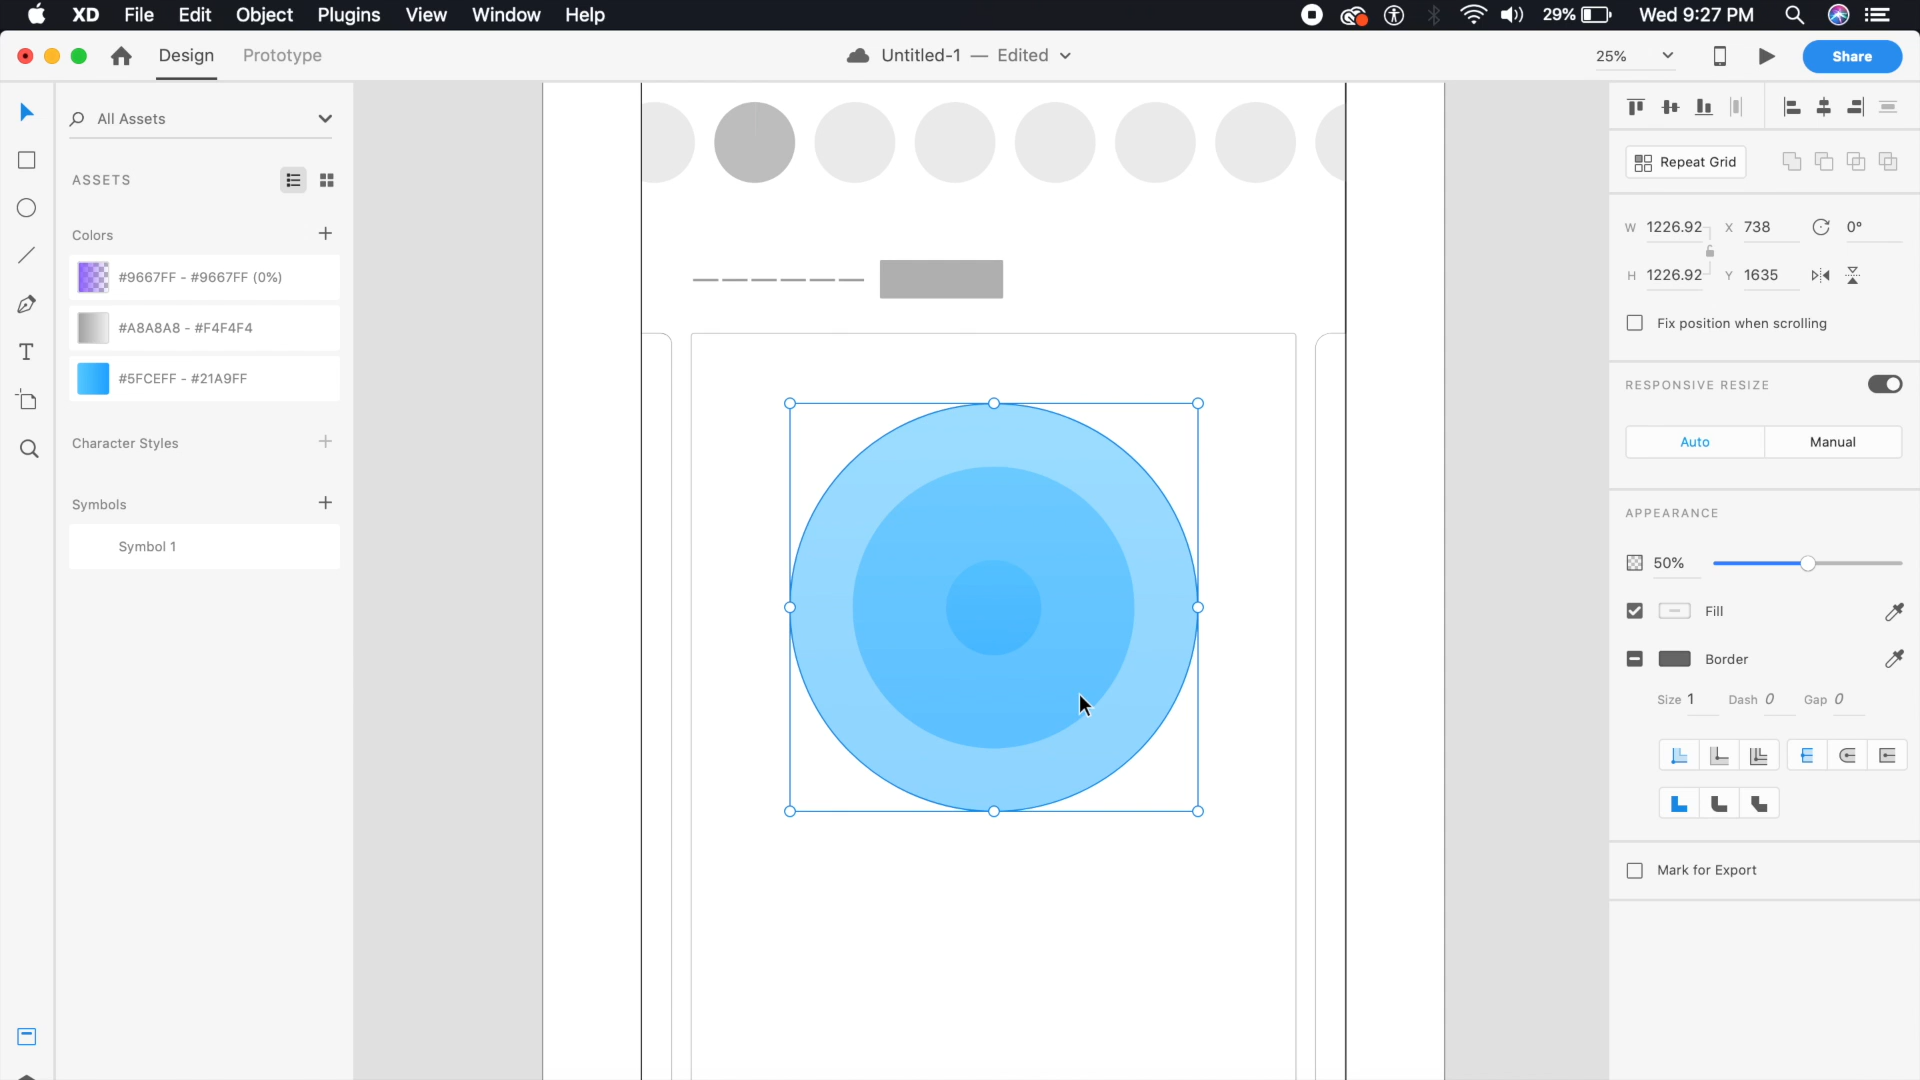 XD File Edit Object Plugins View Window Help 29% Wed 9:27 PM
Design Prototype Untitled-1 — Edited 25% Share
All Assets
ASSETS
Colors
#9667FF - #9667FF (0%)
#A8A8A8 - #F4F4F4
#5FCEFF - #21A9FF
Character Styles
Symbols
Symbol 1
Repeat Grid
W 1226.92 X 738 0°
H 1226.92 Y 1635
Fix position when scrolling
RESPONSIVE RESIZE
Auto Manual
APPEARANCE
50%
Fill
Border
Size 1 Dash 0 Gap 0
Mark for Export